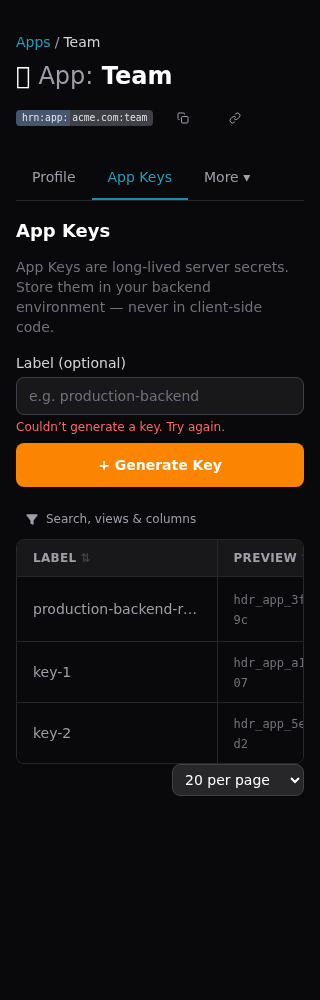 Apps / Team
App: Team
hrn:app: acme.com:team
Profile
App Keys
More ▾
App Keys
App Keys are long-lived server secrets.
Store them in your backend
environment — never in client-side
code.
Label (optional)
e.g. production-backend
Couldn’t generate a key. Try again.
+ Generate Key
Search, views & columns
LABEL ⇅ PREVIEW
production-backend-r… hdr_app_3f
9c
key-1 hdr_app_a1
07
key-2 hdr_app_5e
d2
20 per page